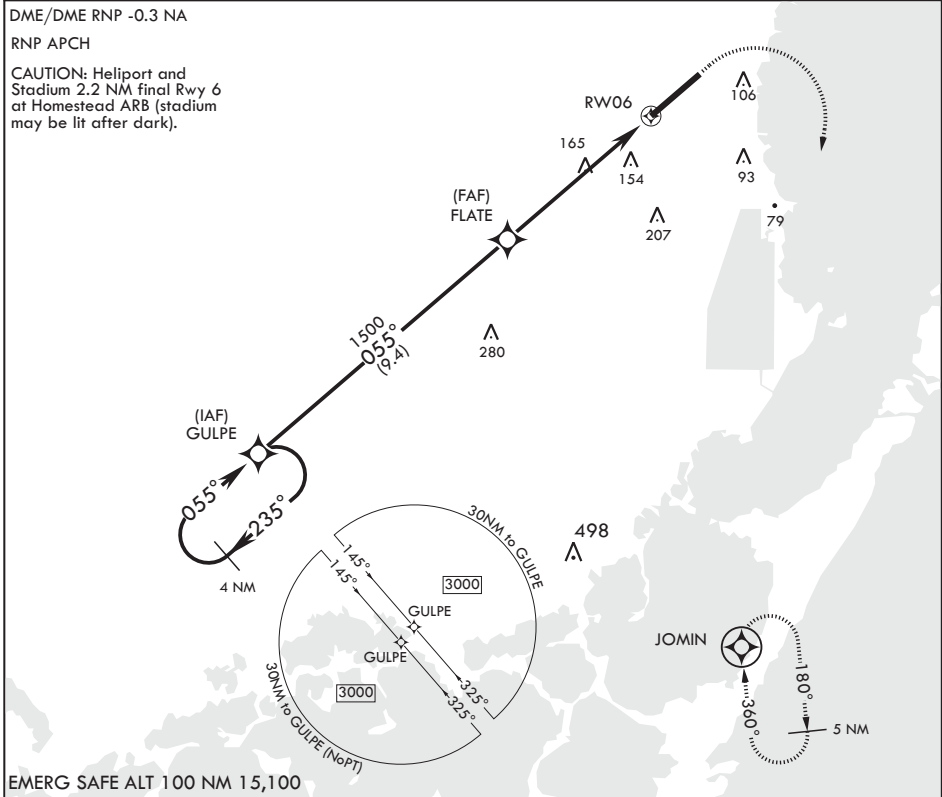 DME/DME RNP -0.3 NA
RNP APCH
CAUTION: Heliport and
Stadium 2.2 NM final Rwy 6
at Homestead ARB (stadium
may be lit after dark).
RW06
106
165
154
93
(FAF)
FLATE
207
79
1500
055°
(9.4)
280
(IAF)
GULPE
055°
235°
4 NM
30NM to GULPE
498
145°
145°
3000
GULPE
GULPE
3000
325°
325°
30NM to GULPE (NoPT)
JOMIN
180°
360°
5 NM
EMERG SAFE ALT 100 NM 15,100